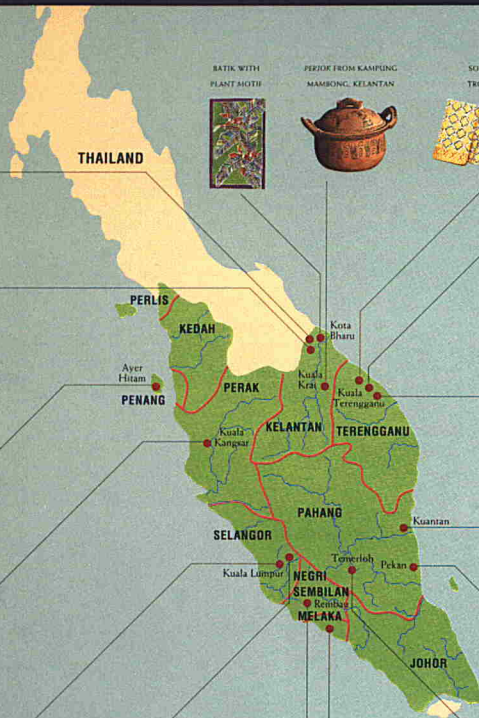 BATIK WITH
PLANT MOTIF
PERIOK FROM KAMPUNG
MAMBONG, KELANTAN
SO
TRO
THAILAND
PERLIS
KEDAH
Kota
Bharu
Ayer
Hitam
PENANG
PERAK
Kuala
Krai
Kuala
Terengganu
Kuala
Kangsar
KELANTAN
TERENGGANU
PAHANG
Kuantan
SELANGOR
Kuala Lumpur
Temerloh
Pekan
NEGRI
SEMBILAN
Rembau
MELAKA
JOHOR